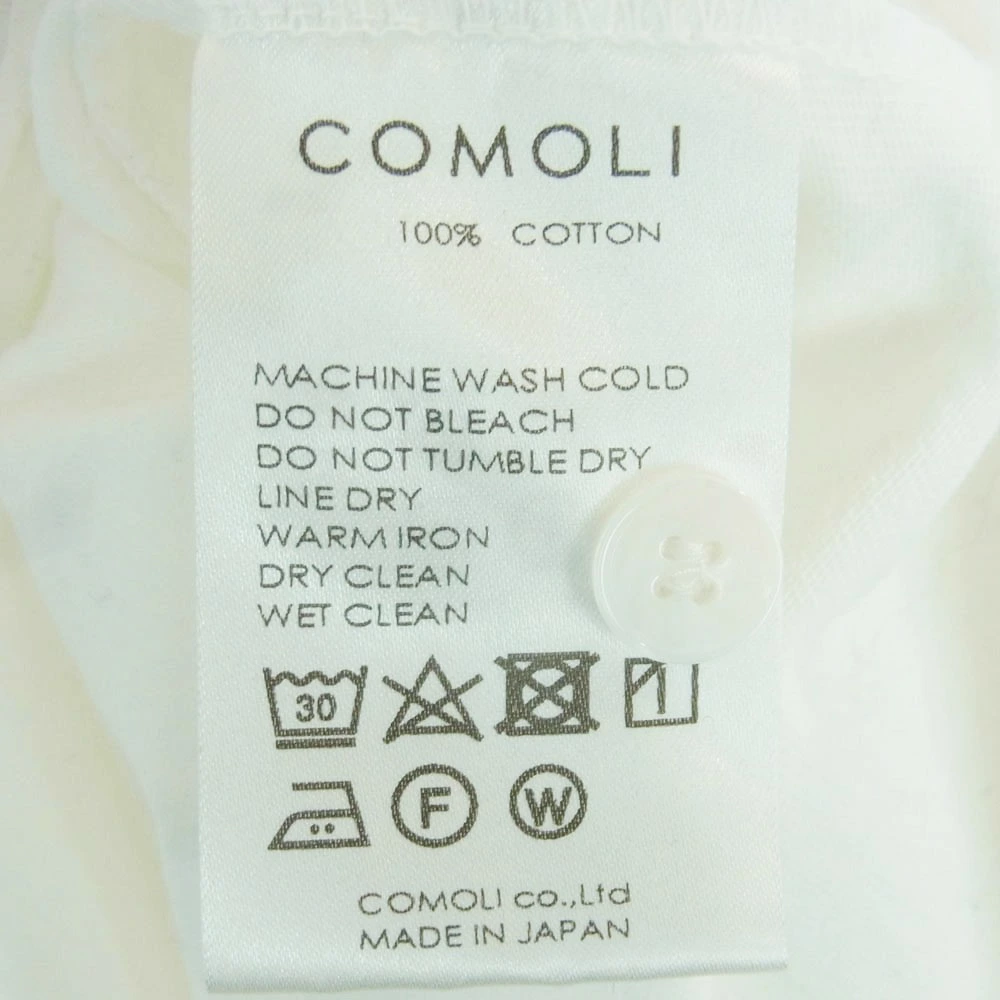 COMOLI
100% COTTON
MACHINE WASH COLD
DO NOT BLEACH
DO NOT TUMBLE DRY
LINE DRY
WARM IRON
DRY CLEAN
WET CLEAN
30
F W
COMOLI co.,Ltd
MADE IN JAPAN